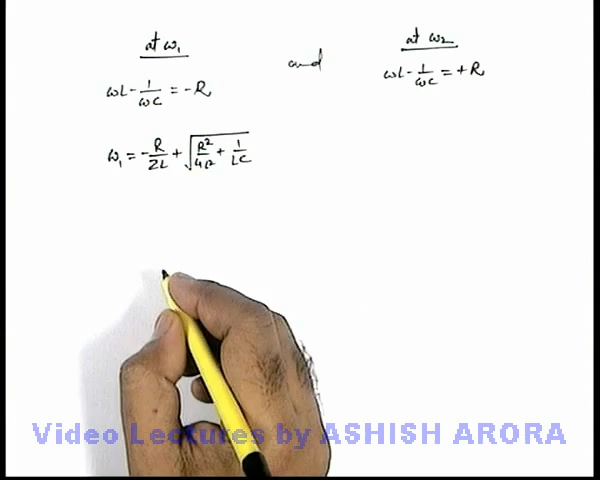 at ω₁
and
at ω₂
ωL - 1/ωC = - R
ωL - 1/ωC = + R
ω₁ = - R/2L + √(R²/4L² + 1/LC)
Video Lectures by ASHISH ARORA